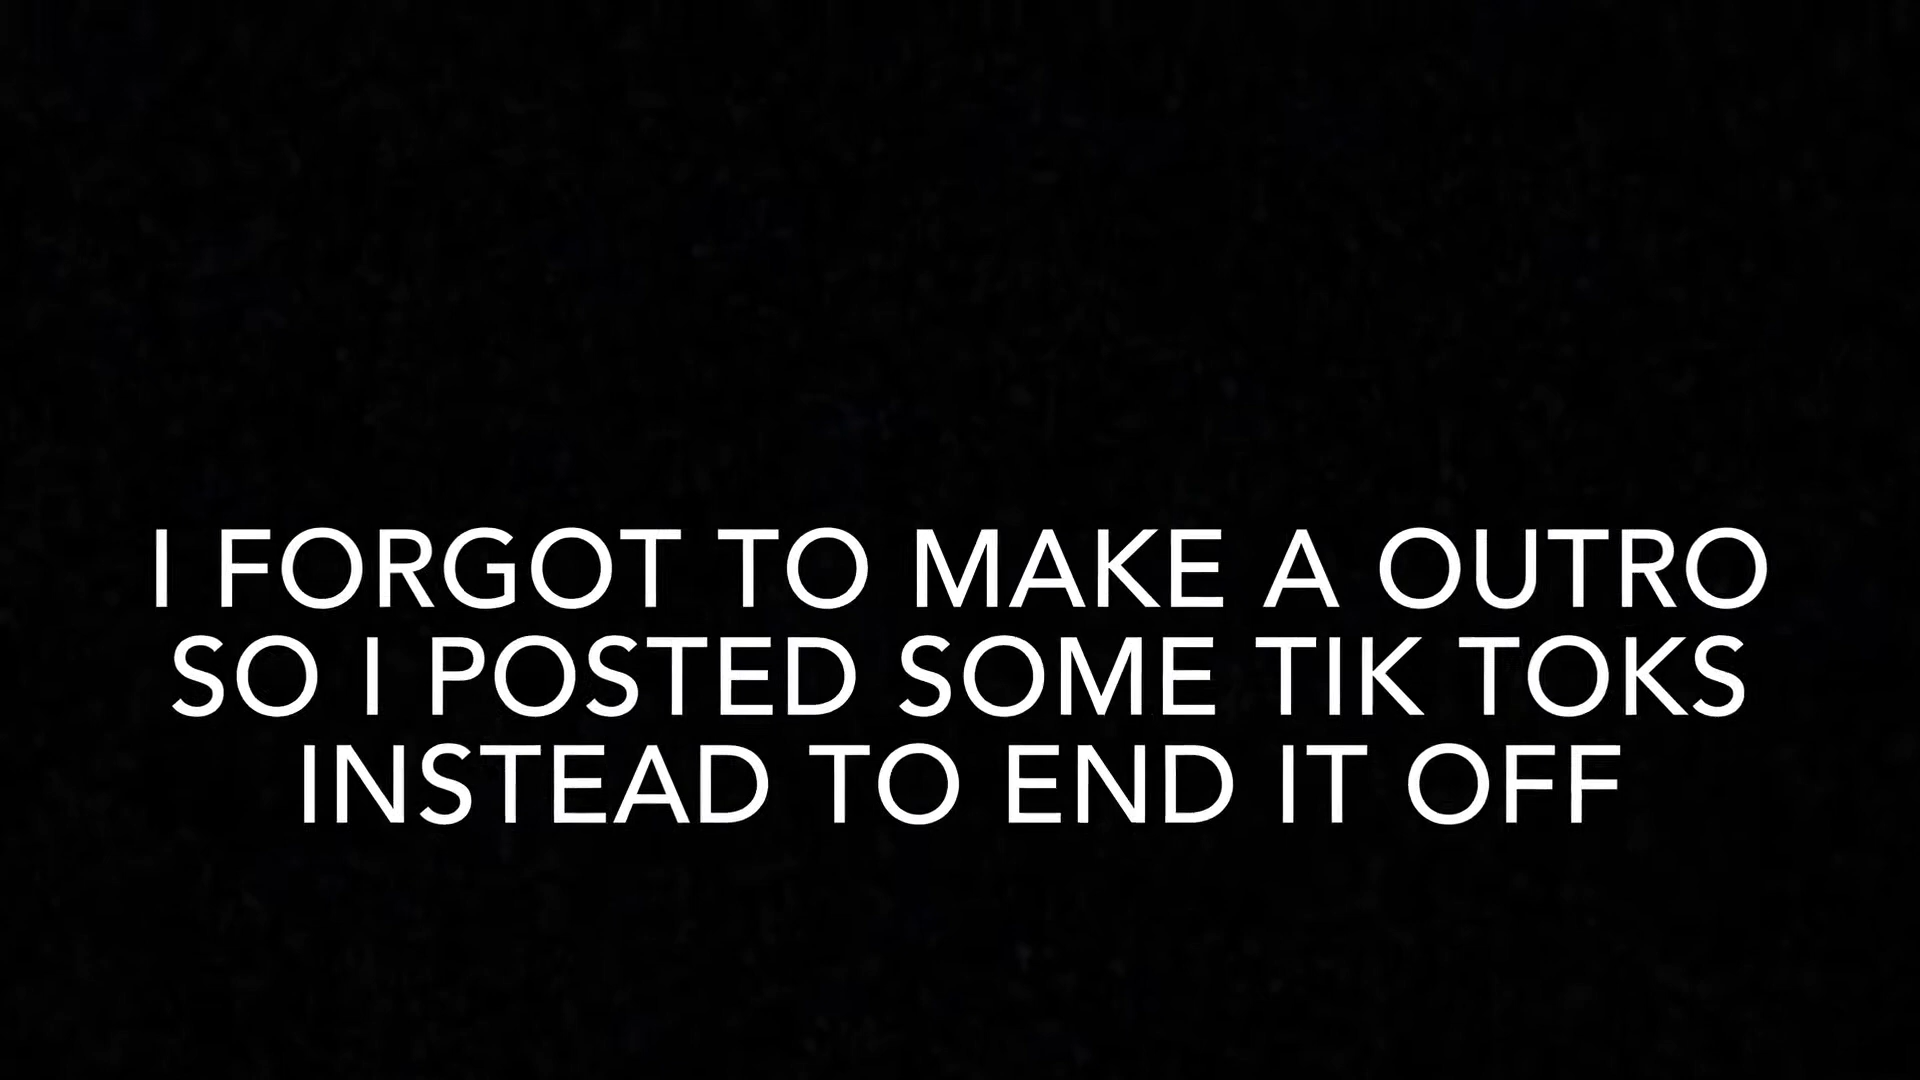 I FORGOT TO MAKE A OUTRO
SO I POSTED SOME TIK TOKS
INSTEAD TO END IT OFF